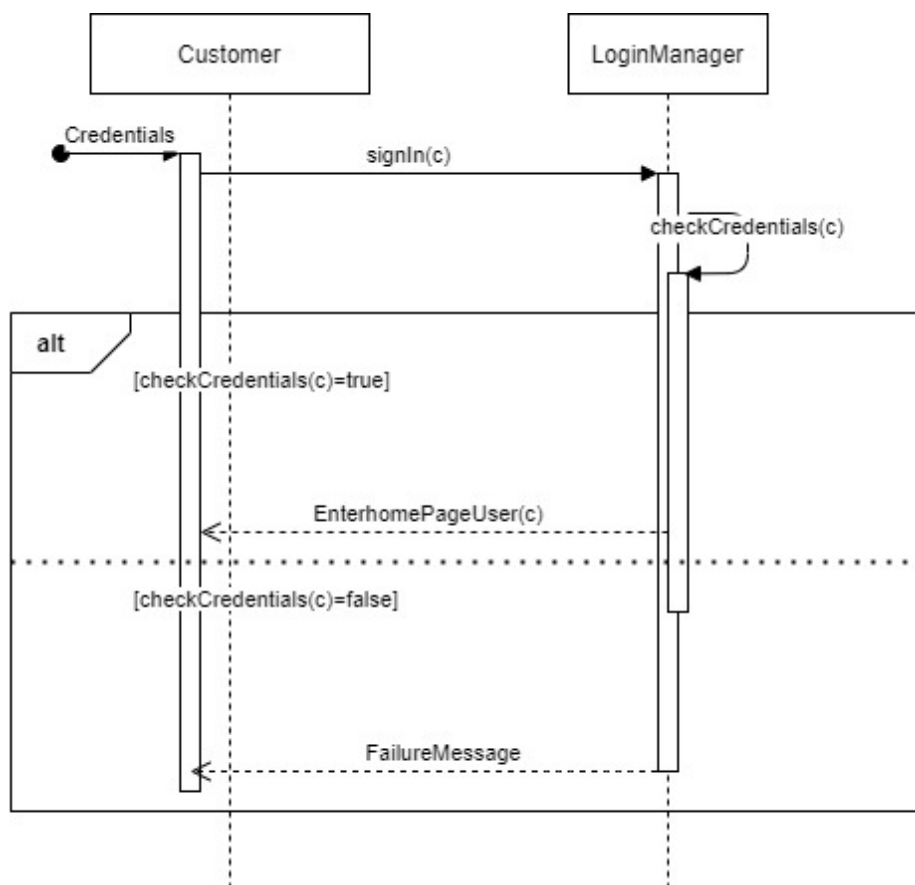 Customer
LoginManager
Credentials
signIn(c)
checkCredentials(c)
alt
[checkCredentials(c)=true]
EnterhomePageUser(c)
[checkCredentials(c)=false]
FailureMessage